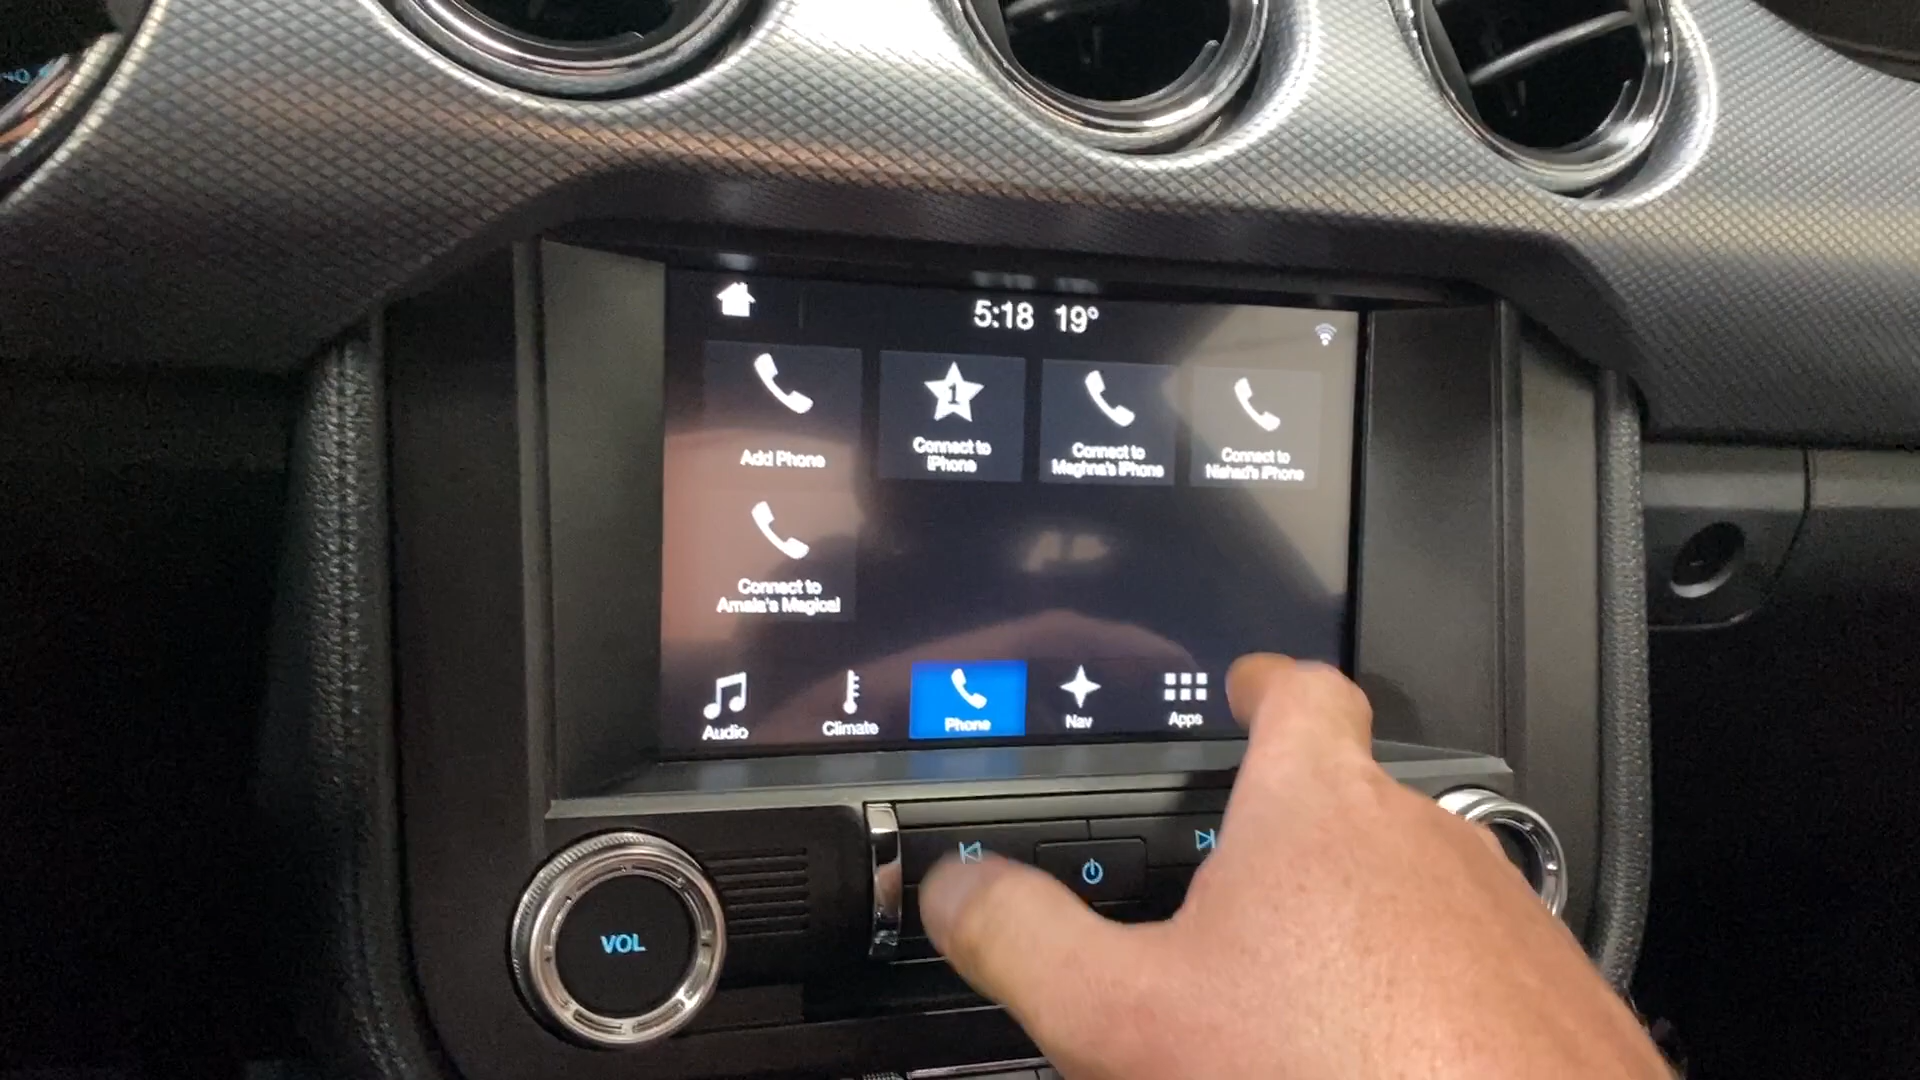 5:18 19°
Add Phone
1
Connect to
iPhone
Connect to
Meghna's iPhone
Connect to
Nishad's iPhone
Connect to
Amala's Magical
Audio
Climate
Phone
Nav
Apps
VOL